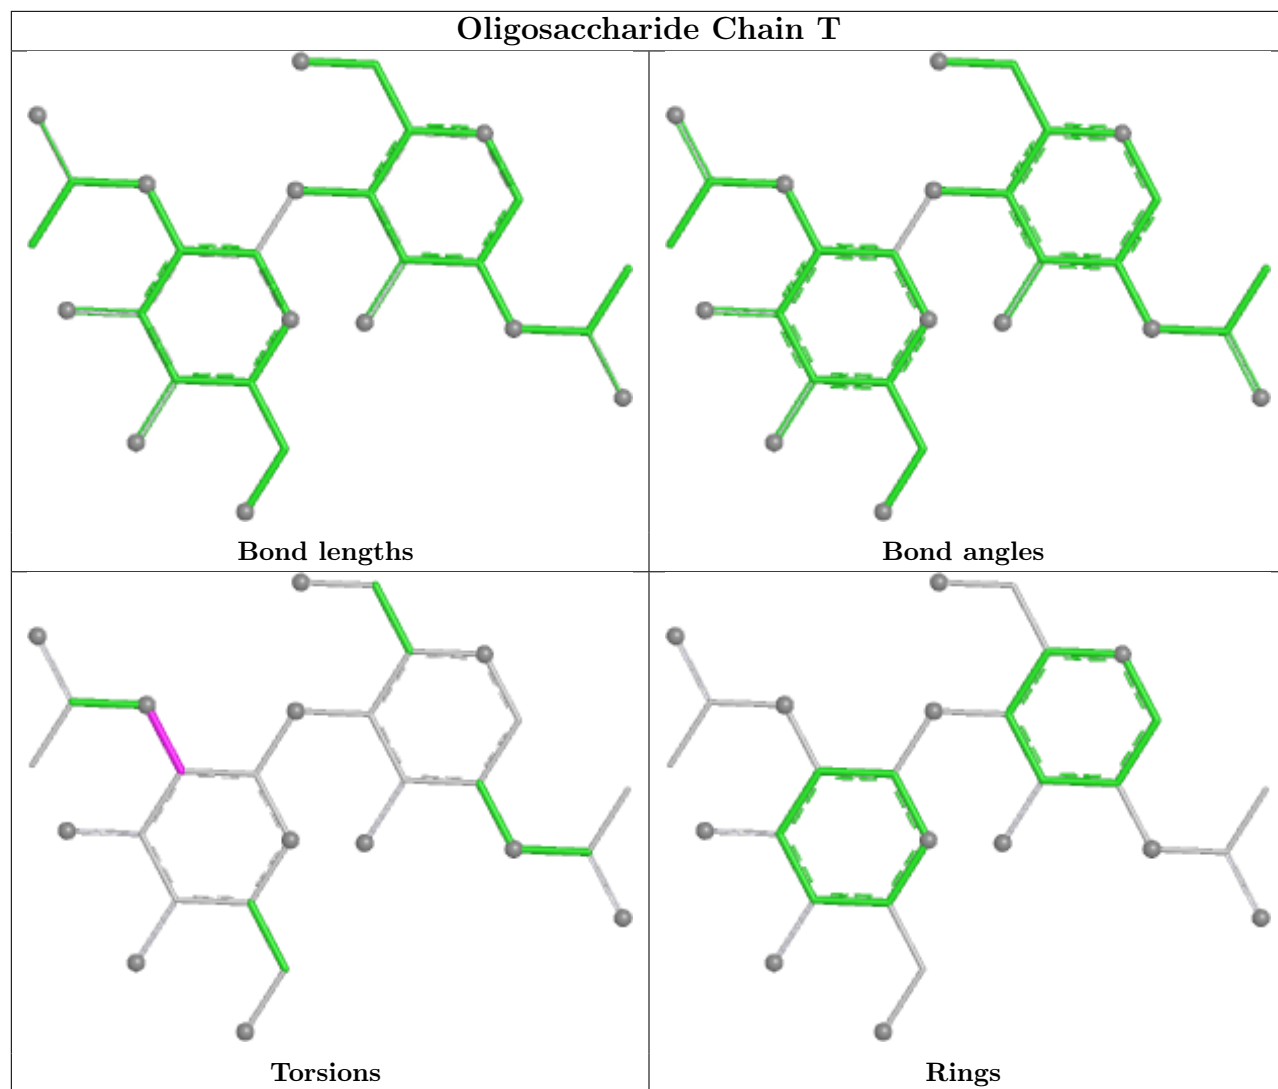 Oligosaccharide Chain T
Bond lengths
Bond angles
Torsions
Rings